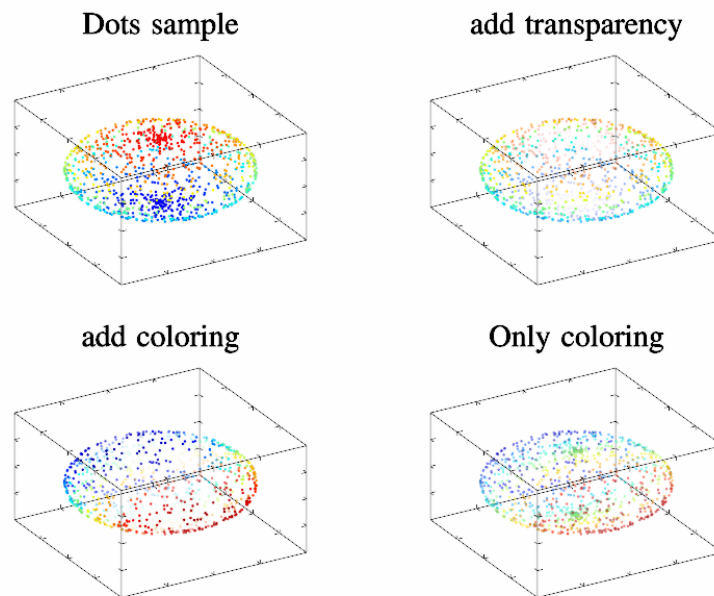 Dots sample
add transparency
add coloring
Only coloring